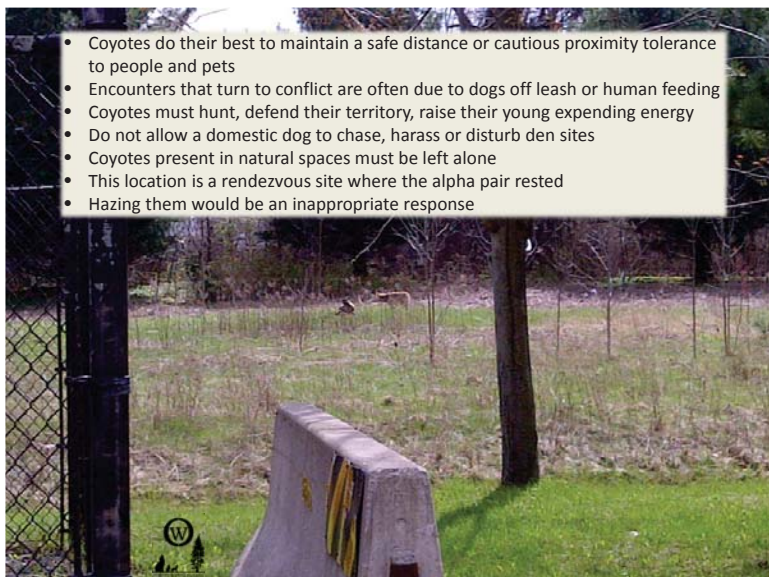 • Coyotes do their best to maintain a safe distance or cautious proximity tolerance
to people and pets
• Encounters that turn to conflict are often due to dogs off leash or human feeding
• Coyotes must hunt, defend their territory, raise their young expending energy
• Do not allow a domestic dog to chase, harass or disturb den sites
• Coyotes present in natural spaces must be left alone
• This location is a rendezvous site where the alpha pair rested
• Hazing them would be an inappropriate response
W